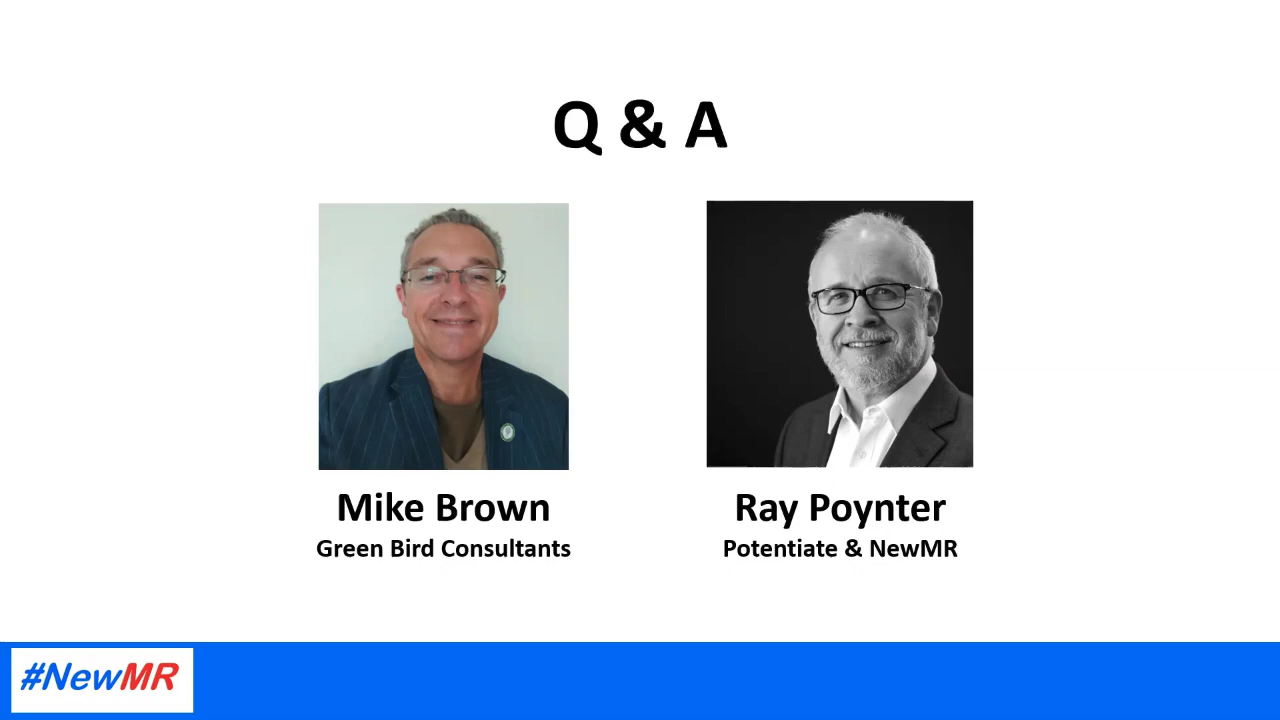 Q & A
Mike Brown
Green Bird Consultants
Ray Poynter
Potentiate & NewMR
#NewMR